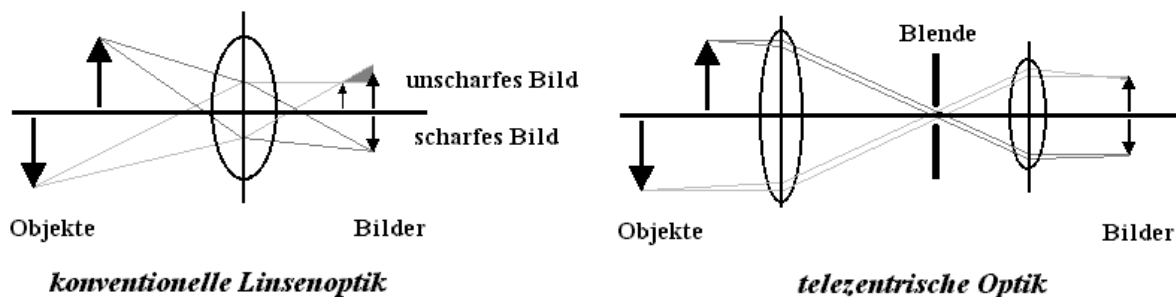 unscharfes Bild
scharfes Bild
Objekte
Bilder
konventionelle Linsenoptik
Blende
Objekte
Bilder
telezentrische Optik